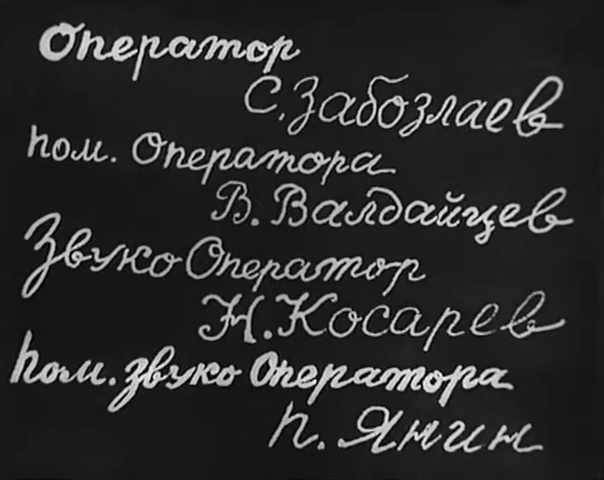 Оператор
С. Забозлаев
пом. Оператора
В. Валдайцев
Звуко Оператор
Н. Косарев
пом. звуко Оператора
П. Янин